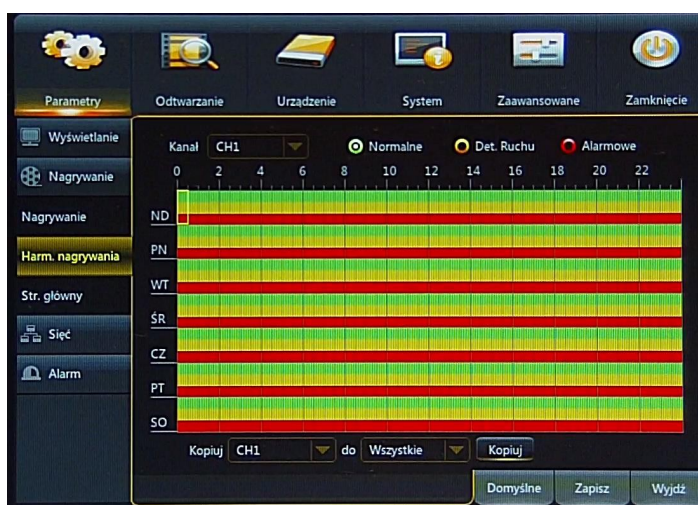 Parametry Odtwarzanie Urządzenie System Zaawansowane Zamknięcie
Wyświetlanie
Nagrywanie
Nagrywanie
Harm. nagrywania
Str. główny
Sięć
Alarm
Kanał CH1 Normalne Det. Ruchu Alarmowe
0 2 4 6 8 10 12 14 16 18 20 22
ND
PN
WT
ŚR
CZ
PT
SO
Kopiuj CH1 do Wszystkie Kopiuj
Domyślne Zapisz Wyjdź